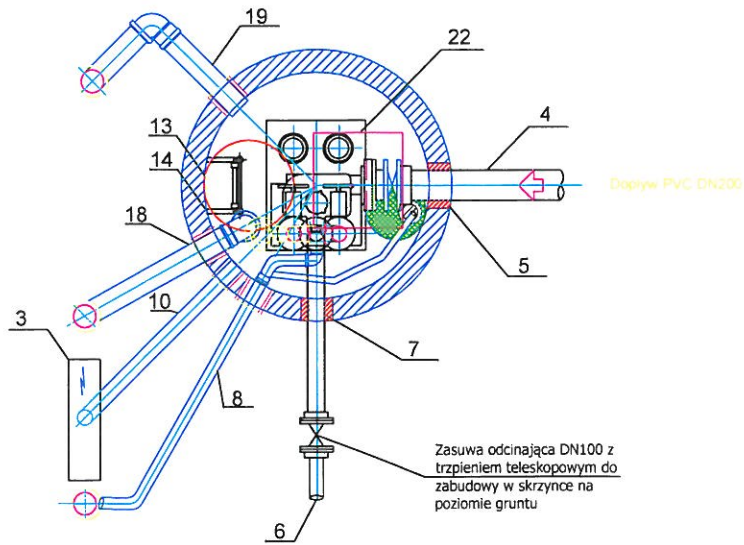 19
22
4
13
14
Dopływ PVC DN200
18
5
10
3
7
8
Zasuwa odcinająca DN100 z
trzpieniem teleskopowym do
zabudowy w skrzynce na
poziomie gruntu
6